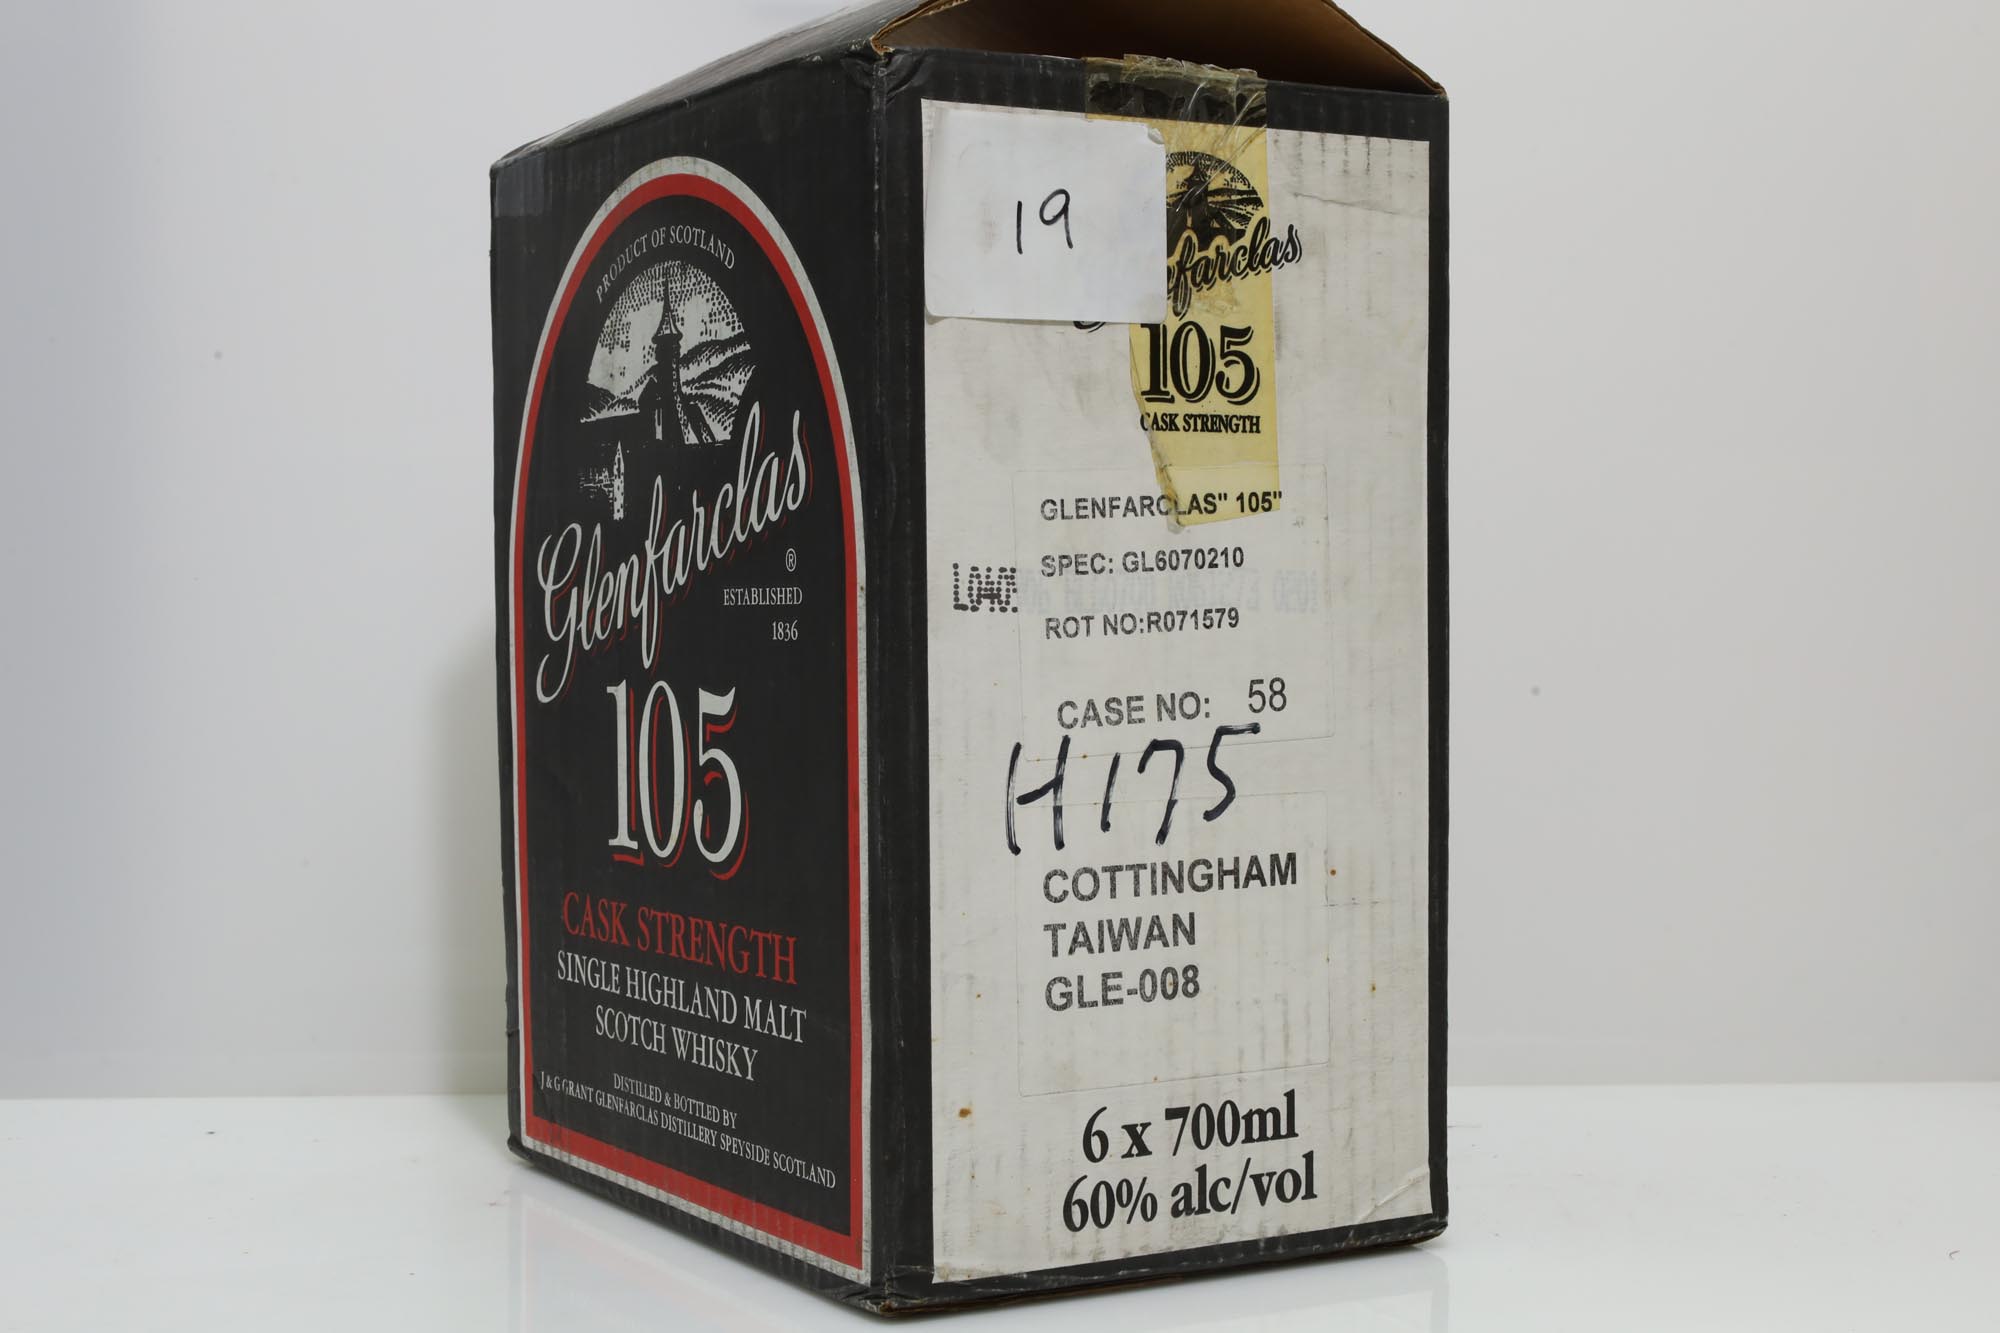 PRODUCT OF SCOTLAND
Glenfarclas
®
ESTABLISHED
1836
105
CASK STRENGTH
SINGLE HIGHLAND MALT
SCOTCH WHISKY
DISTILLED & BOTTLED BY
J & G GRANT GLENFARCLAS DISTILLERY SPEYSIDE SCOTLAND
19
105
CASK STRENGTH
GLENFARCLAS" 105"
SPEC: GL6070210
ROT NO:R071579
CASE NO: 58
H175
COTTINGHAM
TAIWAN
GLE-008
6 x 700ml
60% alc/vol